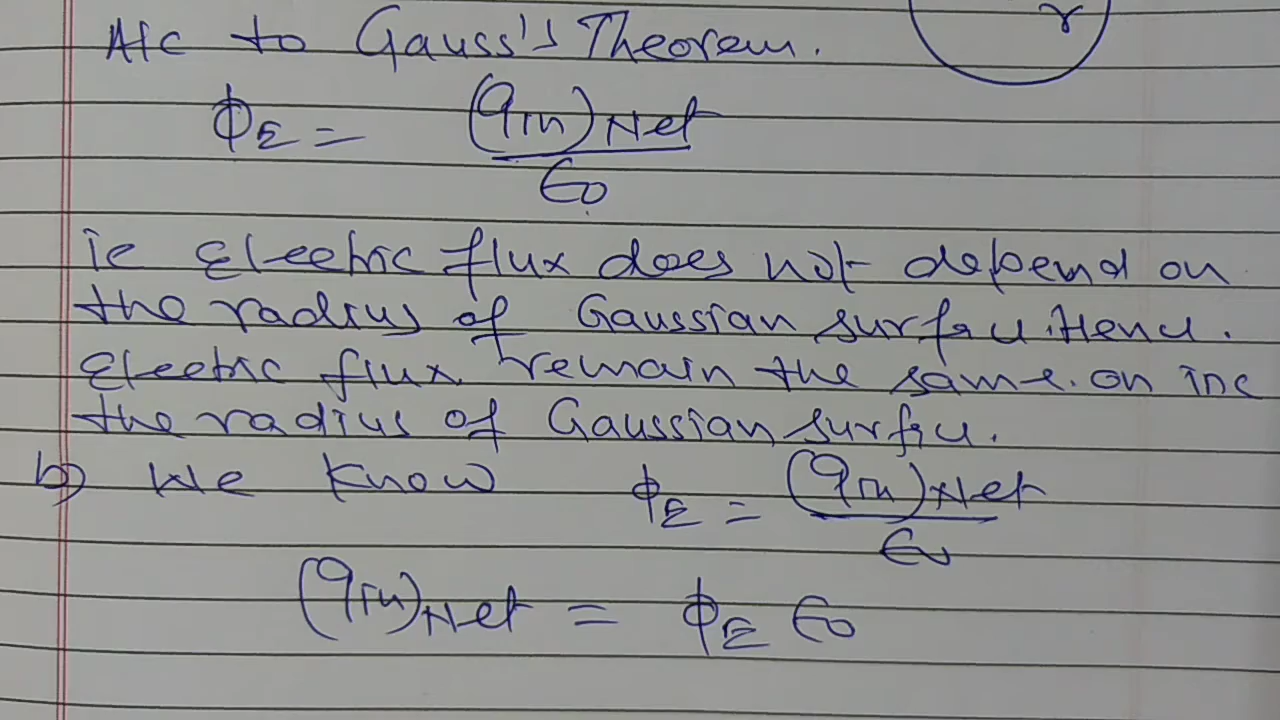 r
A/c to Gauss's Theorem.
ϕE = (qin)Net / ϵ0
ie Electric flux does not depend on
the radius of Gaussian surface. Hence.
Electric flux remain the same. on inc
the radius of Gaussian surface.
b) We know ϕE = (qin)Net / ϵ0
(qin)Net = ϕE ϵ0